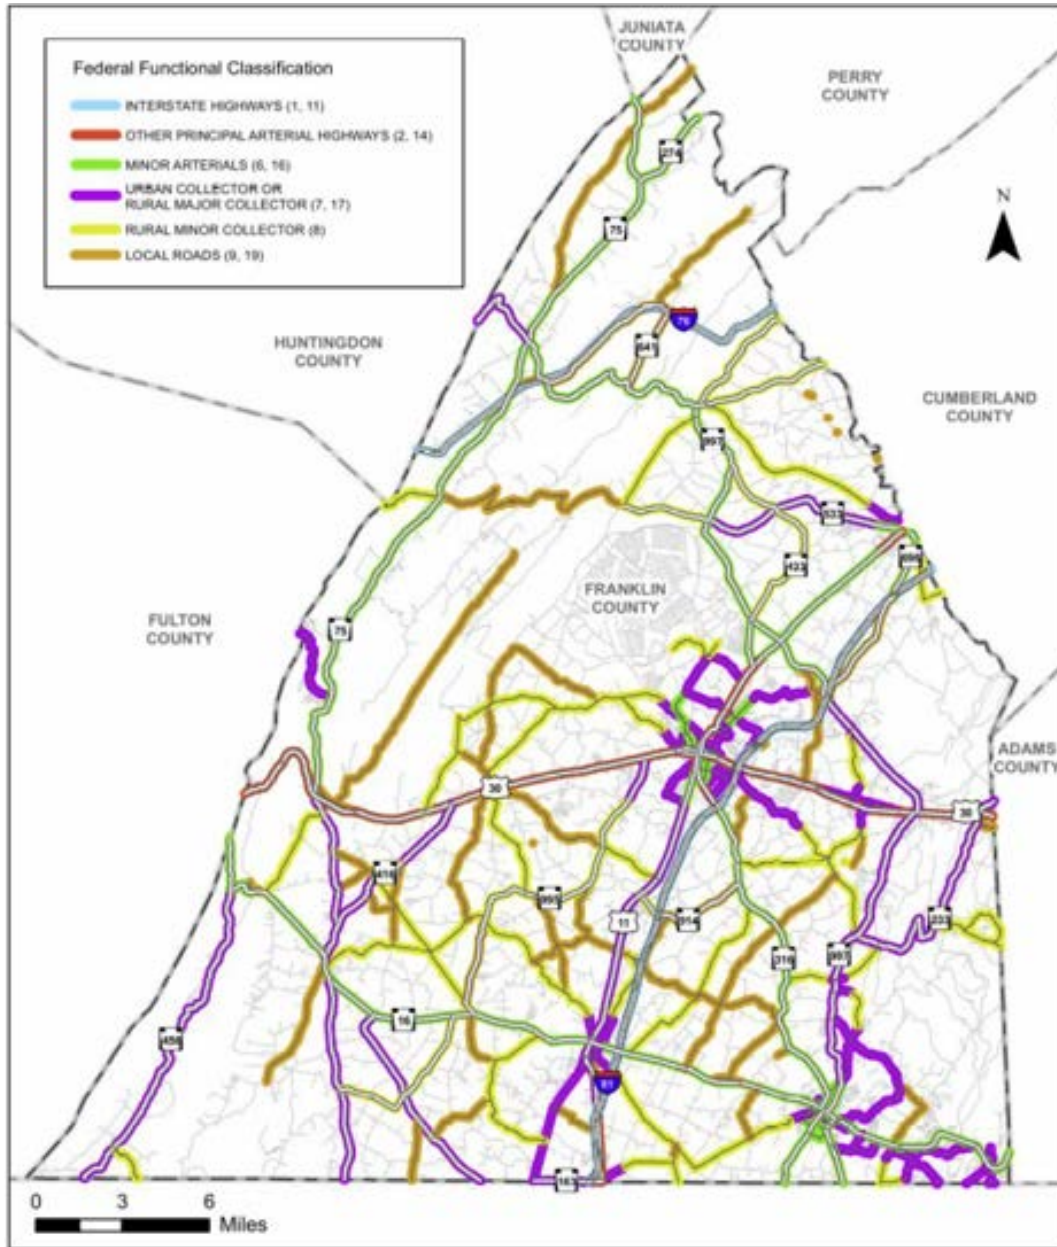 JUNIATA
COUNTY
PERRY
COUNTY
Federal Functional Classification
INTERSTATE HIGHWAYS (1, 11)
OTHER PRINCIPAL ARTERIAL HIGHWAYS (2, 14)
MINOR ARTERIALS (6, 16)
URBAN COLLECTOR OR
RURAL MAJOR COLLECTOR (7, 17)
RURAL MINOR COLLECTOR (8)
LOCAL ROADS (9, 19)
274
N
75
76
HUNTINGDON
COUNTY
641
CUMBERLAND
COUNTY
997
533
696
433
FRANKLIN
COUNTY
FULTON
COUNTY
75
ADAMS
COUNTY
30
30
416
995
11
914
233
316
997
16
456
81
163
0
3
6
Miles